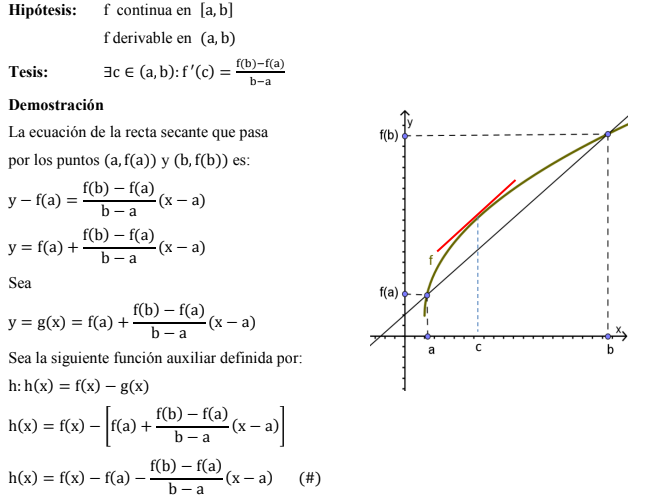 Hipótesis: f continua en [a, b]
f derivable en (a, b)
Tesis: ∃c ∈ (a, b): f ′(c) = f(b)−f(a) / b−a
Demostración
La ecuación de la recta secante que pasa
por los puntos (a, f(a)) y (b, f(b)) es:
y − f(a) = f(b) − f(a) / b − a (x − a)
y = f(a) + f(b) − f(a) / b − a (x − a)
Sea
y = g(x) = f(a) + f(b) − f(a) / b − a (x − a)
Sea la siguiente función auxiliar definida por:
h: h(x) = f(x) − g(x)
h(x) = f(x) − [f(a) + f(b) − f(a) / b − a (x − a)]
h(x) = f(x) − f(a) − f(b) − f(a) / b − a (x − a) (#)
y
f(b)
f
f(a)
x
a
c
b